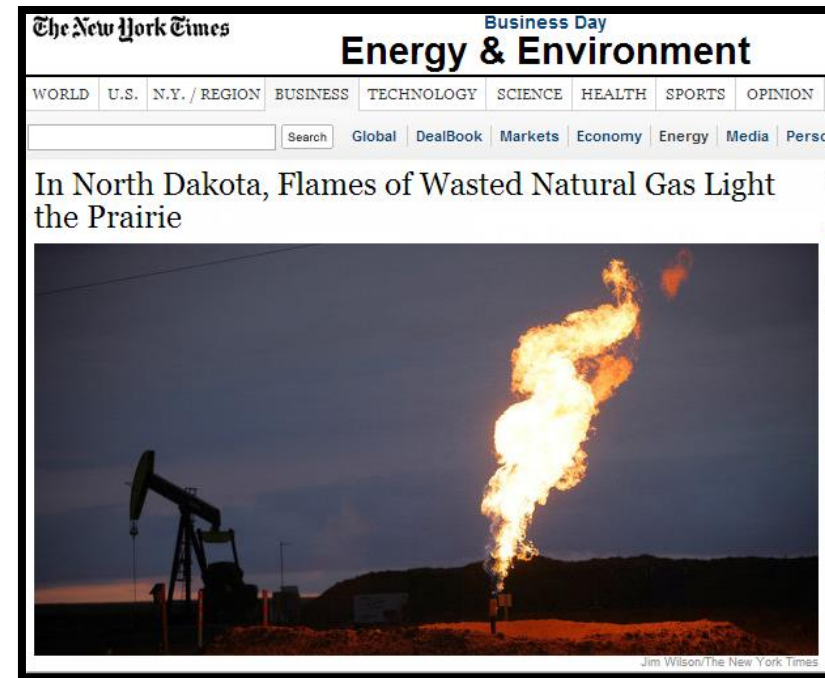 The New York Times
Business Day
Energy & Environment
WORLD U.S. N.Y. / REGION BUSINESS TECHNOLOGY SCIENCE HEALTH SPORTS OPINION
Search Global DealBook Markets Economy Energy Media Perso
In North Dakota, Flames of Wasted Natural Gas Light
the Prairie
Jim Wilson/The New York Times